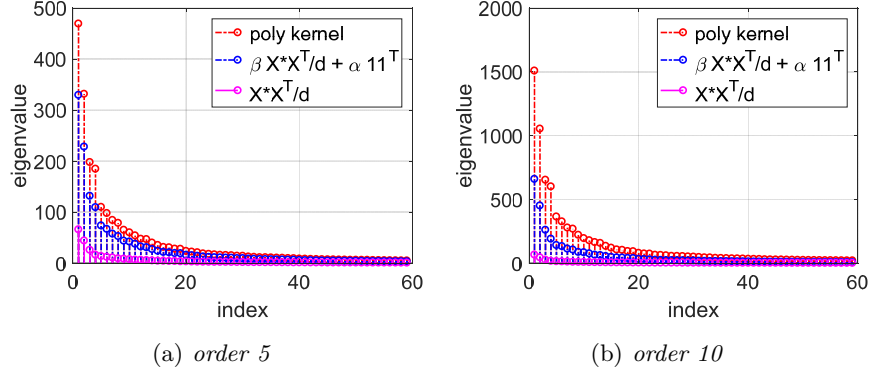 500
400
300
200
100
0
0 20 40 60
eigenvalue
index
poly kernel
β X*X^T/d + α 11^T
X*X^T/d
(a) order 5
2000
1500
1000
500
0
0 20 40 60
eigenvalue
index
poly kernel
β X*X^T/d + α 11^T
X*X^T/d
(b) order 10